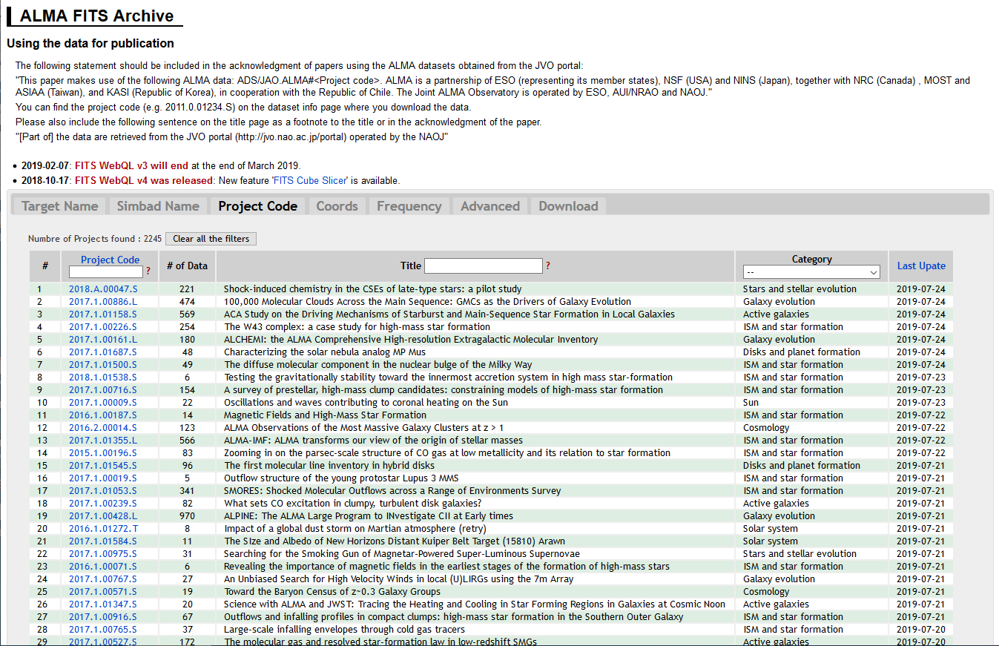 ALMA FITS Archive
Using the data for publication
The following statement should be included in the acknowledgment of papers using the ALMA datasets obtained from the JVO portal:
"This paper makes use of the following ALMA data: ADS/JAO.ALMA#<Project code>. ALMA is a partnership of ESO (representing its member states), NSF (USA) and NINS (Japan), together with NRC (Canada) , MOST and
ASIAA (Taiwan), and KASI (Republic of Korea), in cooperation with the Republic of Chile. The Joint ALMA Observatory is operated by ESO, AUI/NRAO and NAOJ."
You can find the project code (e.g. 2011.0.01234.S) on the dataset info page where you download the data.
Please also include the following sentence on the title page as a footnote to the title or in the acknowledgment of the paper.
"[Part of] the data are retrieved from the JVO portal (http://jvo.nao.ac.jp/portal) operated by the NAOJ"
• 2019-02-07: FITS WebQL v3 will end at the end of March 2019.
• 2018-10-17: FITS WebQL v4 was released: New feature 'FITS Cube Slicer' is available.
Target Name Simbad Name Project Code Coords Frequency Advanced Download
Numbre of Projects found : 2245 Clear all the filters
# Project Code ? # of Data Title ? Category -- Last Upate
1 2018.A.00047.S 221 Shock-induced chemistry in the CSEs of late-type stars: a pilot study Stars and stellar evolution 2019-07-24
2 2017.1.00886.L 474 100,000 Molecular Clouds Across the Main Sequence: GMCs as the Drivers of Galaxy Evolution Galaxy evolution 2019-07-24
3 2017.1.01158.S 569 ACA Study on the Driving Mechanisms of Starburst and Main-Sequence Star Formation in Local Galaxies Active galaxies 2019-07-24
4 2017.1.00226.S 254 The W43 complex: a case study for high-mass star formation ISM and star formation 2019-07-24
5 2017.1.00161.L 180 ALCHEMI: the ALMA Comprehensive High-resolution Extragalactic Molecular Inventory Galaxy evolution 2019-07-24
6 2017.1.01687.S 48 Characterizing the solar nebula analog MP Mus Disks and planet formation 2019-07-24
7 2017.1.01500.S 49 The diffuse molecular component in the nuclear bulge of the Milky Way ISM and star formation 2019-07-24
8 2018.1.01538.S 6 Testing the gravitationally stability toward the innermost accretion system in high mass star-formation ISM and star formation 2019-07-23
9 2017.1.00716.S 154 A survey of prestellar, high-mass clump candidates: constraining models of high-mass star formation ISM and star formation 2019-07-23
10 2017.1.00009.S 22 Oscillations and waves contributing to coronal heating on the Sun Sun 2019-07-23
11 2016.1.00187.S 14 Magnetic Fields and High-Mass Star Formation ISM and star formation 2019-07-22
12 2016.2.00014.S 123 ALMA Observations of the Most Massive Galaxy Clusters at z > 1 Cosmology 2019-07-22
13 2017.1.01355.L 566 ALMA-IMF: ALMA transforms our view of the origin of stellar masses ISM and star formation 2019-07-22
14 2015.1.00196.S 83 Zooming in on the parsec-scale structure of CO gas at low metallicity and its relation to star formation ISM and star formation 2019-07-22
15 2017.1.01545.S 96 The first molecular line inventory in hybrid disks Disks and planet formation 2019-07-21
16 2017.1.00019.S 5 Outflow structure of the young protostar Lupus 3 MMS ISM and star formation 2019-07-21
17 2017.1.01053.S 341 SMORES: Shocked Molecular Outflows across a Range of Environments Survey ISM and star formation 2019-07-21
18 2017.1.00239.S 82 What sets CO excitation in clumpy, turbulent disk galaxies? Active galaxies 2019-07-21
19 2017.1.00428.L 970 ALPINE: The ALMA Large Program to INvestigate CII at Early times Galaxy evolution 2019-07-21
20 2016.1.01272.T 8 Impact of a global dust storm on Martian atmosphere (retry) Solar system 2019-07-21
21 2017.1.01584.S 11 The SIze and Albedo of New Horizons Distant Kuiper Belt Target (15810) Arawn Solar system 2019-07-21
22 2017.1.00975.S 31 Searching for the Smoking Gun of Magnetar-Powered Super-Luminous Supernovae Stars and stellar evolution 2019-07-21
23 2016.1.00071.S 6 Revealing the importance of magnetic fields in the earliest stages of the formation of high-mass stars ISM and star formation 2019-07-21
24 2017.1.00767.S 27 An Unbiased Search for High Velocity Winds in local (U)LIRGs using the 7m Array Galaxy evolution 2019-07-21
25 2017.1.00571.S 19 Toward the Baryon Census of z~0.3 Galaxy Groups Cosmology 2019-07-21
26 2017.1.01347.S 20 Science with ALMA and JWST: Tracing the Heating and Cooling in Star Forming Regions in Galaxies at Cosmic Noon Active galaxies 2019-07-21
27 2017.1.00916.S 67 Outflows and infalling profiles in compact clumps: high-mass star formation in the Southern Outer Galaxy ISM and star formation 2019-07-21
28 2017.1.00765.S 37 Large-scale infalling envelopes through cold gas tracers ISM and star formation 2019-07-20
29 2017.1.00527.S 172 The molecular gas and resolved star-formation law in low-redshift SMGs Active galaxies 2019-07-20